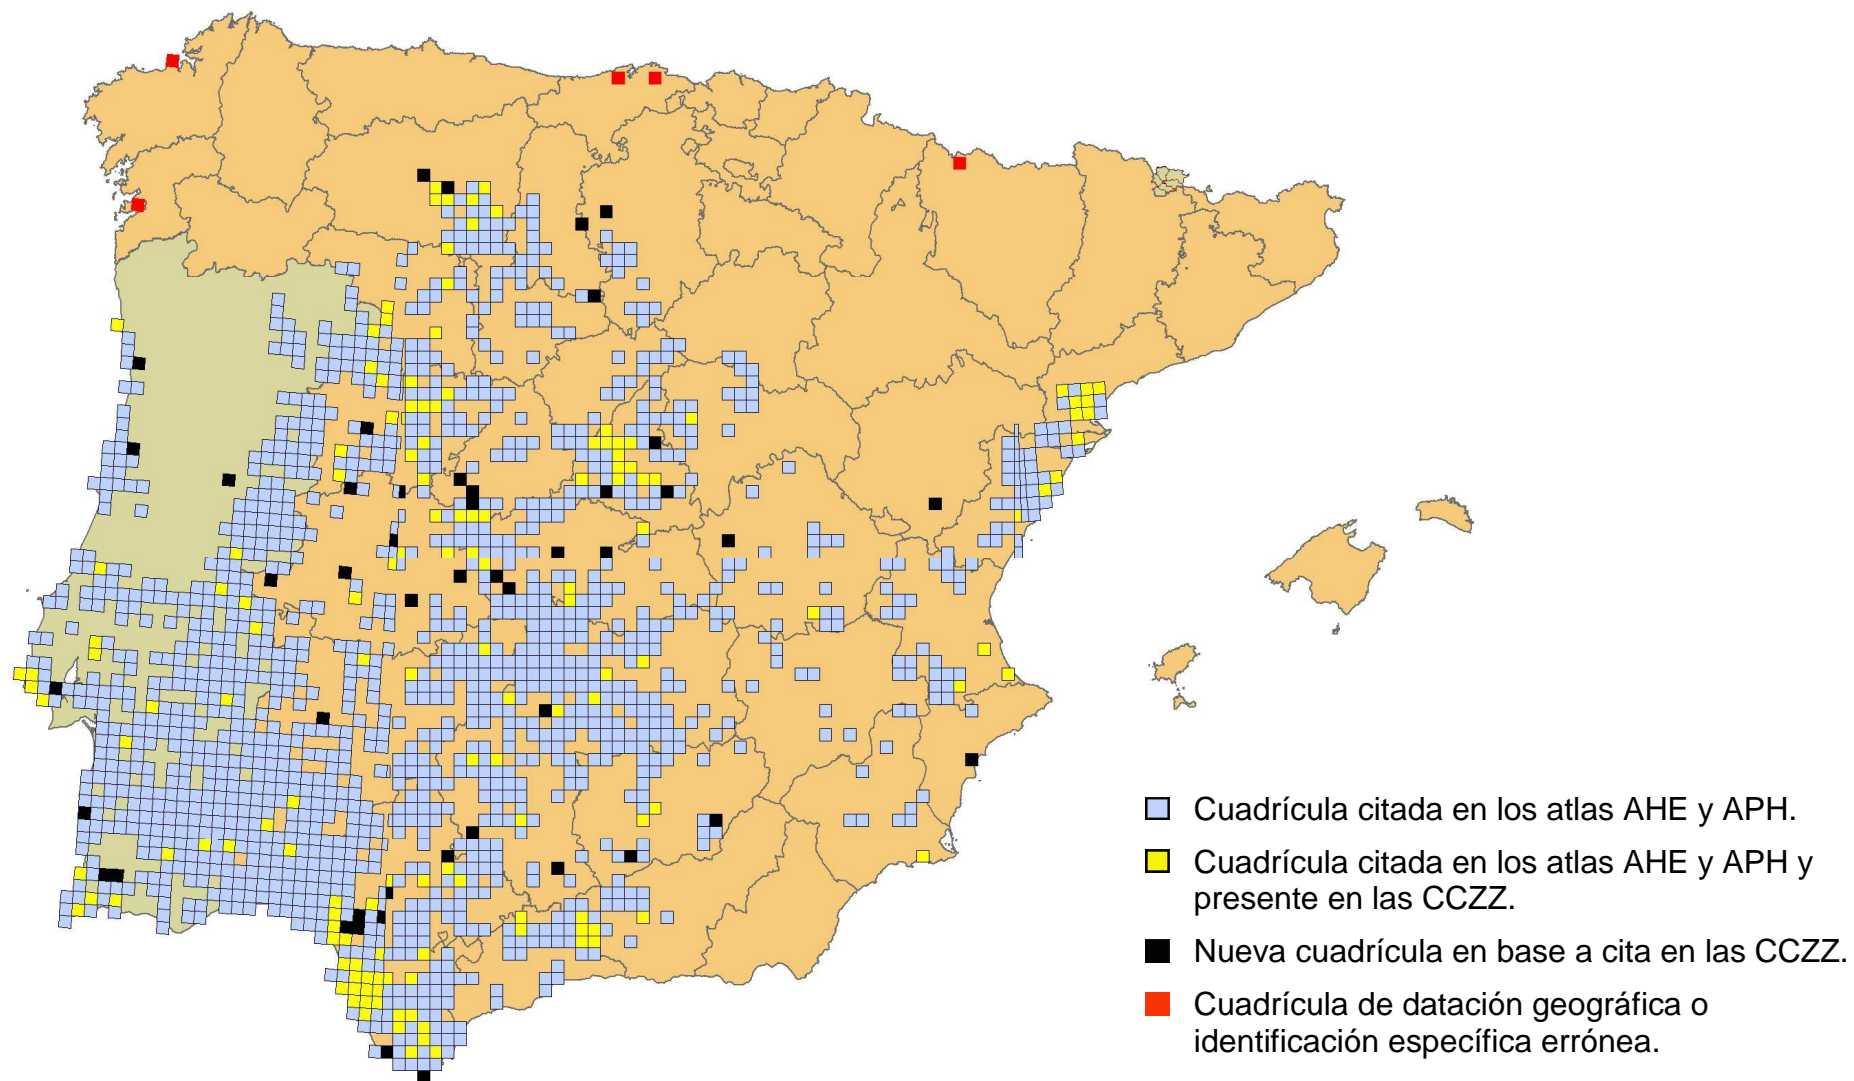 Cuadrícula citada en los atlas AHE y APH.
Cuadrícula citada en los atlas AHE y APH y
presente en las CCZZ.
Nueva cuadrícula en base a cita en las CCZZ.
Cuadrícula de datación geográfica o
identificación específica errónea.